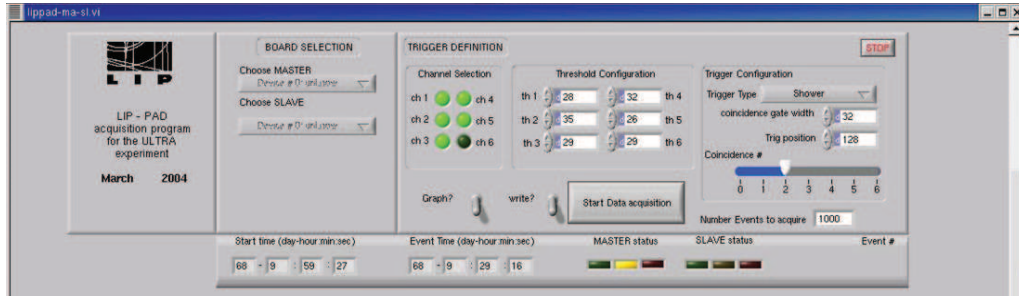 lippad-ma-sl.vi
LIP
LIP - PAD
acquisition program
for the ULTRA
experiment
March 2004
BOARD SELECTION
Choose MASTER
Choose SLAVE
TRIGGER DEFINITION
STOP
Channel Selection
ch 1 ch 4
ch 2 ch 5
ch 3 ch 6
Threshold Configuration
th 1 28 32 th 4
th 2 35 26 th 5
th 3 29 29 th 6
Trigger Configuration
Trigger Type Shower
coincidence gate width 32
Trig position 128
Coincidence #
0 1 2 3 4 5 6
Graph? write? Start Data acquisition
Number Events to acquire 1000
Start time (day-hour:min:sec)
68 - 9 : 59 : 27
Event Time (day-hour:min:sec)
68 - 9 : 29 : 16
MASTER status
SLAVE status
Event #